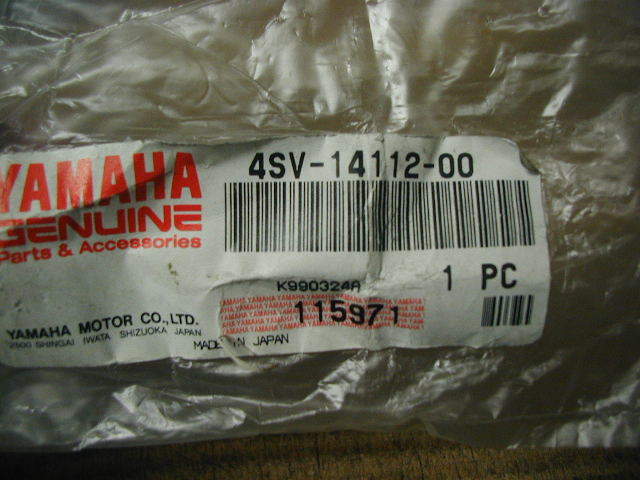 YAMAHA
GENUINE
Parts & Accessories
4SV-14112-00
1 PC
K990324A
115971
YAMAHA MOTOR CO.,LTD.
2500 SHINGAI IWATA SHIZUOKA JAPAN
MADE IN JAPAN